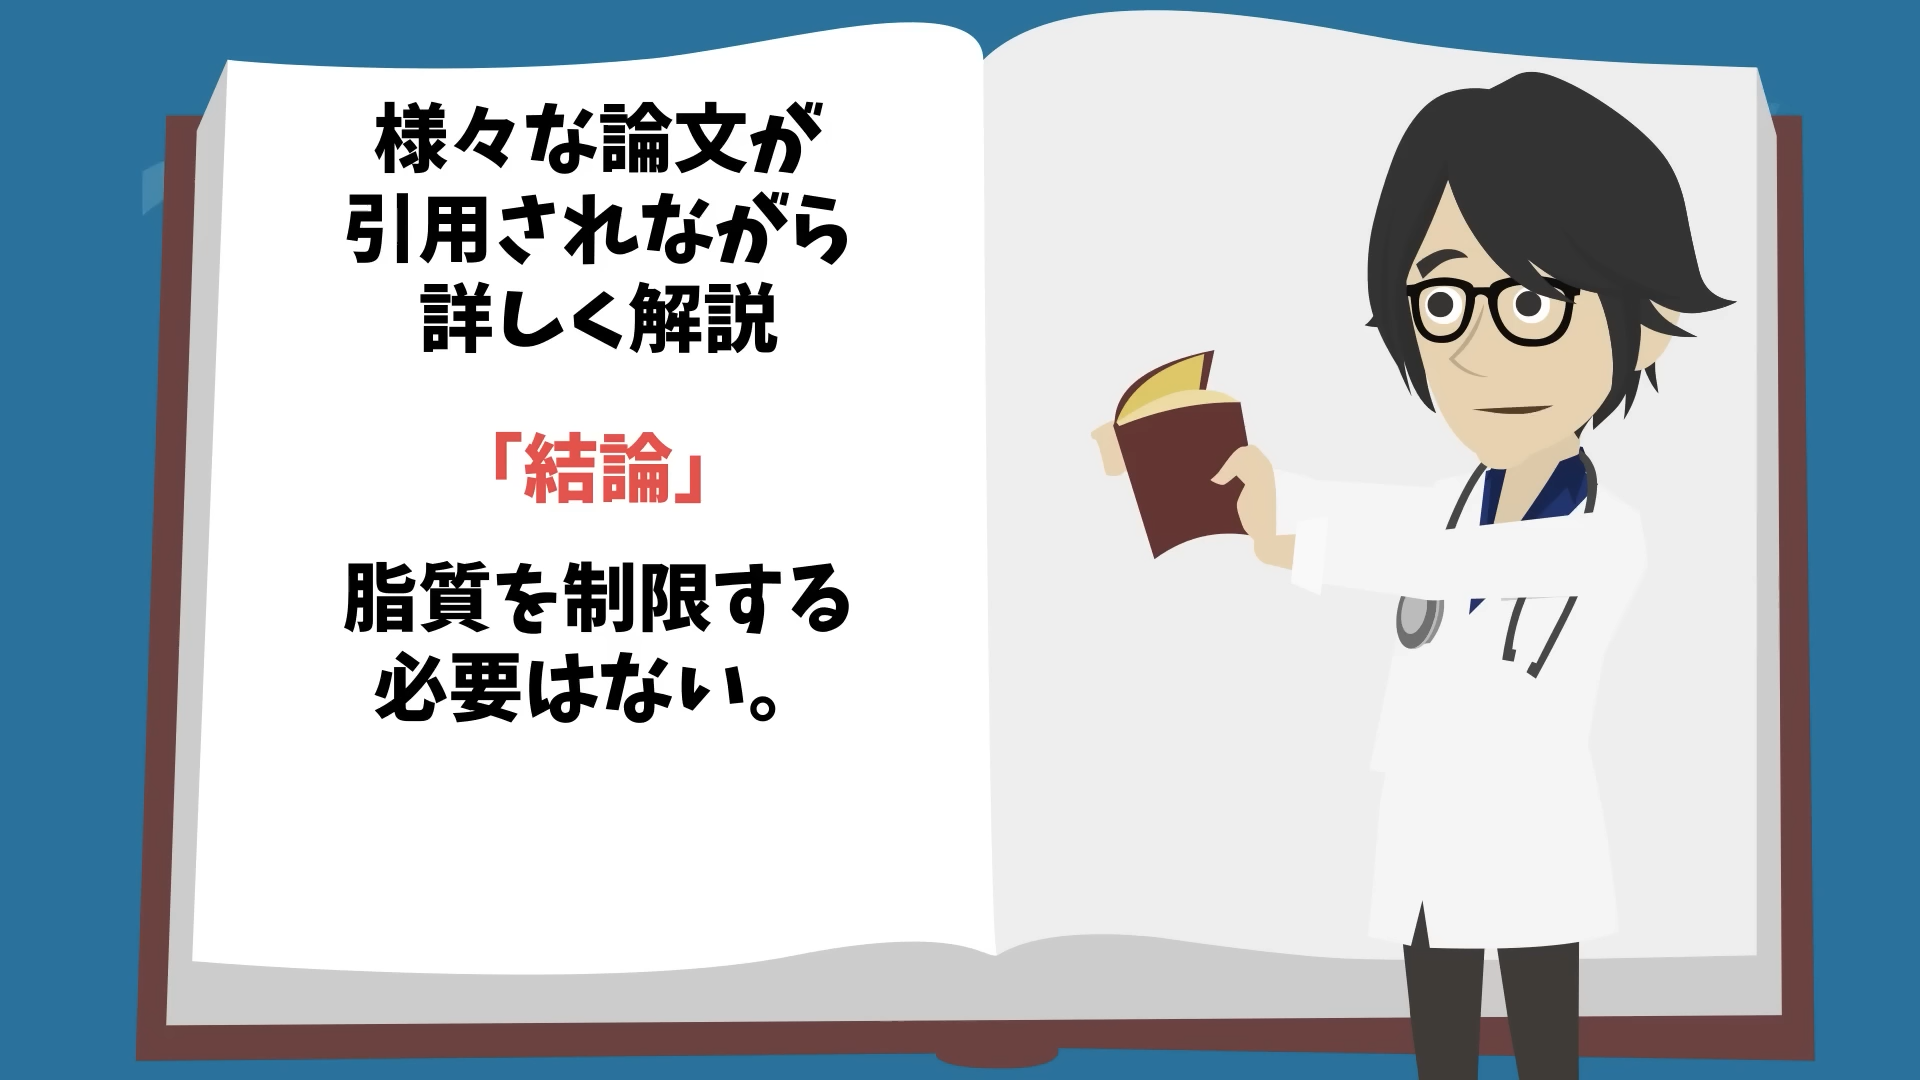 様々な論文が
引用されながら
詳しく解説
「結論」
脂質を制限する
必要はない。